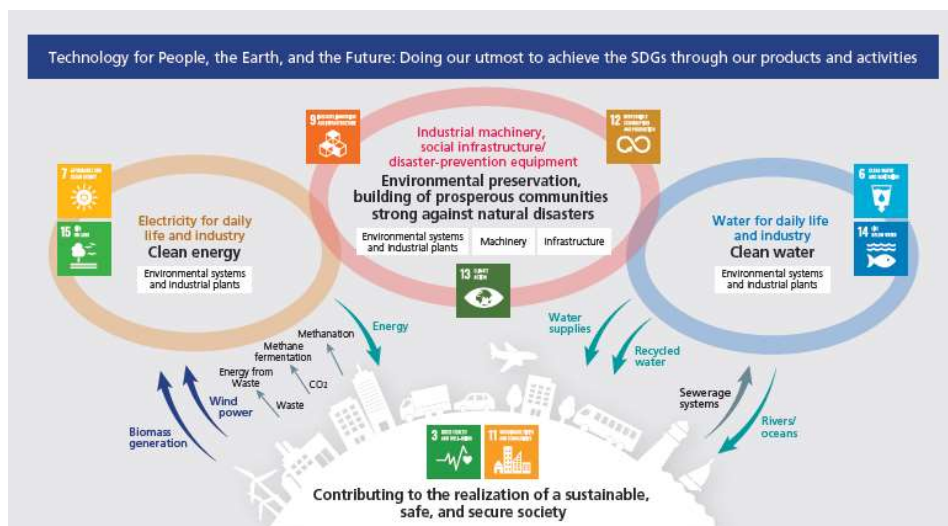 Technology for People, the Earth, and the Future: Doing our utmost to achieve the SDGs through our products and activities
9
12
Industrial machinery,
social infrastructure/
disaster-prevention equipment
Environmental preservation,
building of prosperous communities
strong against natural disasters
Environmental systems
and industrial plants
Machinery
Infrastructure
13 CLIMATE
ACTION
7
15
Electricity for daily
life and industry
Clean energy
Environmental systems
and industrial plants
6
14
Water for daily life
and industry
Clean water
Environmental systems
and industrial plants
Energy
Methanation
Methane
fermentation
CO2
Energy from
Waste
Waste
Wind
power
Biomass
generation
Water
supplies
Recycled
water
Sewerage
systems
Rivers/
oceans
3
11
Contributing to the realization of a sustainable,
safe, and secure society